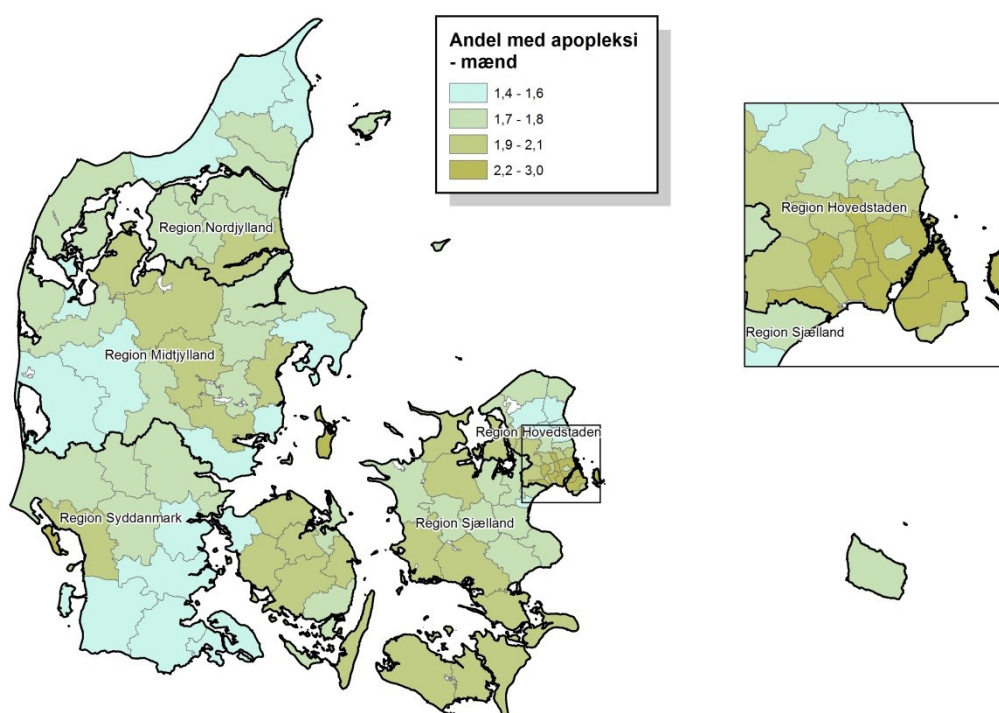 Andel med apopleksi
- mænd
1,4 - 1,6
1,7 - 1,8
1,9 - 2,1
2,2 - 3,0
Region Hovedstaden
Region Sjælland
Region Nordjylland
Region Midtjylland
Region Hovedstaden
Region Syddanmark
Region Sjælland